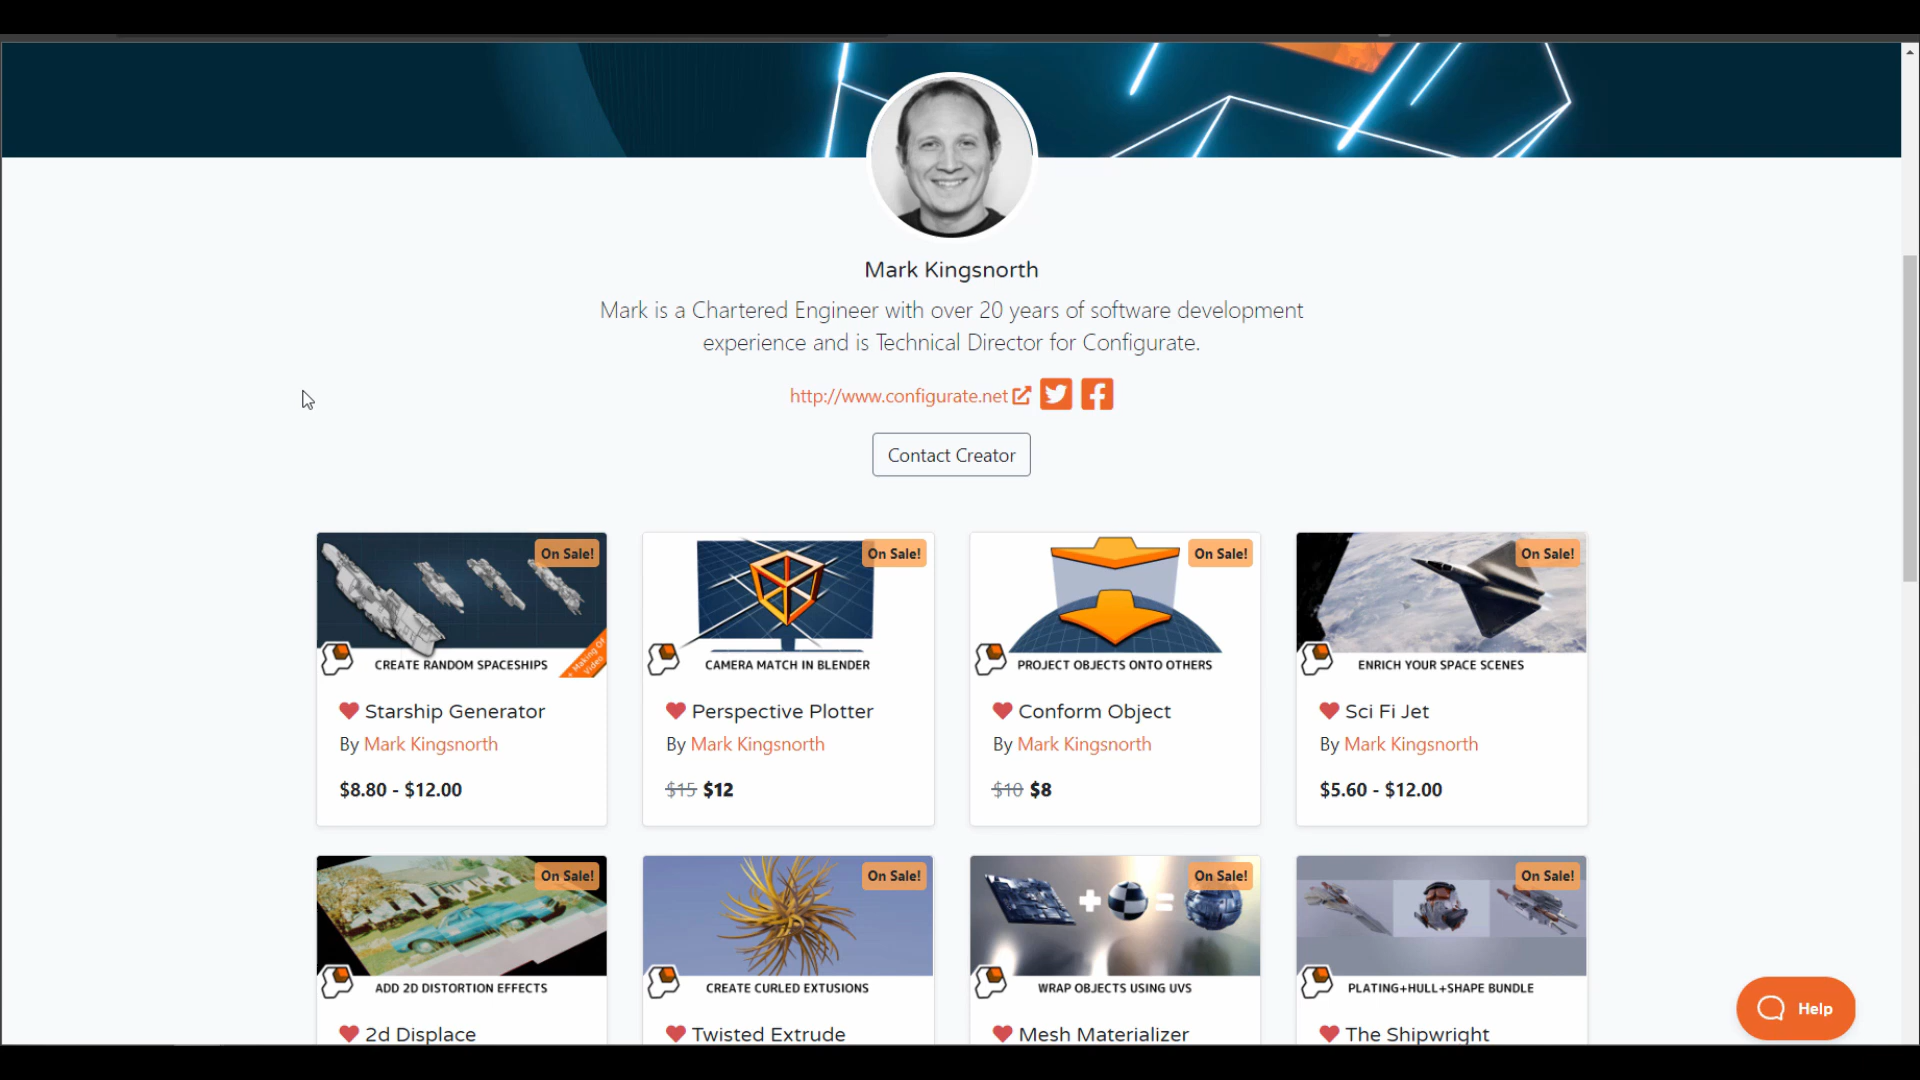 Mark Kingsnorth
Mark is a Chartered Engineer with over 20 years of software development
experience and is Technical Director for Configurate.
http://www.configurate.net
Contact Creator
On Sale!
On Sale!
On Sale!
On Sale!
+ Making Of
Video
CREATE RANDOM SPACESHIPS
CAMERA MATCH IN BLENDER
PROJECT OBJECTS ONTO OTHERS
ENRICH YOUR SPACE SCENES
Starship Generator
Perspective Plotter
Conform Object
Sci Fi Jet
By Mark Kingsnorth
By Mark Kingsnorth
By Mark Kingsnorth
By Mark Kingsnorth
$8.80 - $12.00
$15 $12
$10 $8
$5.60 - $12.00
On Sale!
On Sale!
On Sale!
On Sale!
ADD 2D DISTORTION EFFECTS
CREATE CURLED EXTUSIONS
WRAP OBJECTS USING UVS
PLATING+HULL+SHAPE BUNDLE
2d Displace
Twisted Extrude
Mesh Materializer
The Shipwright
Help